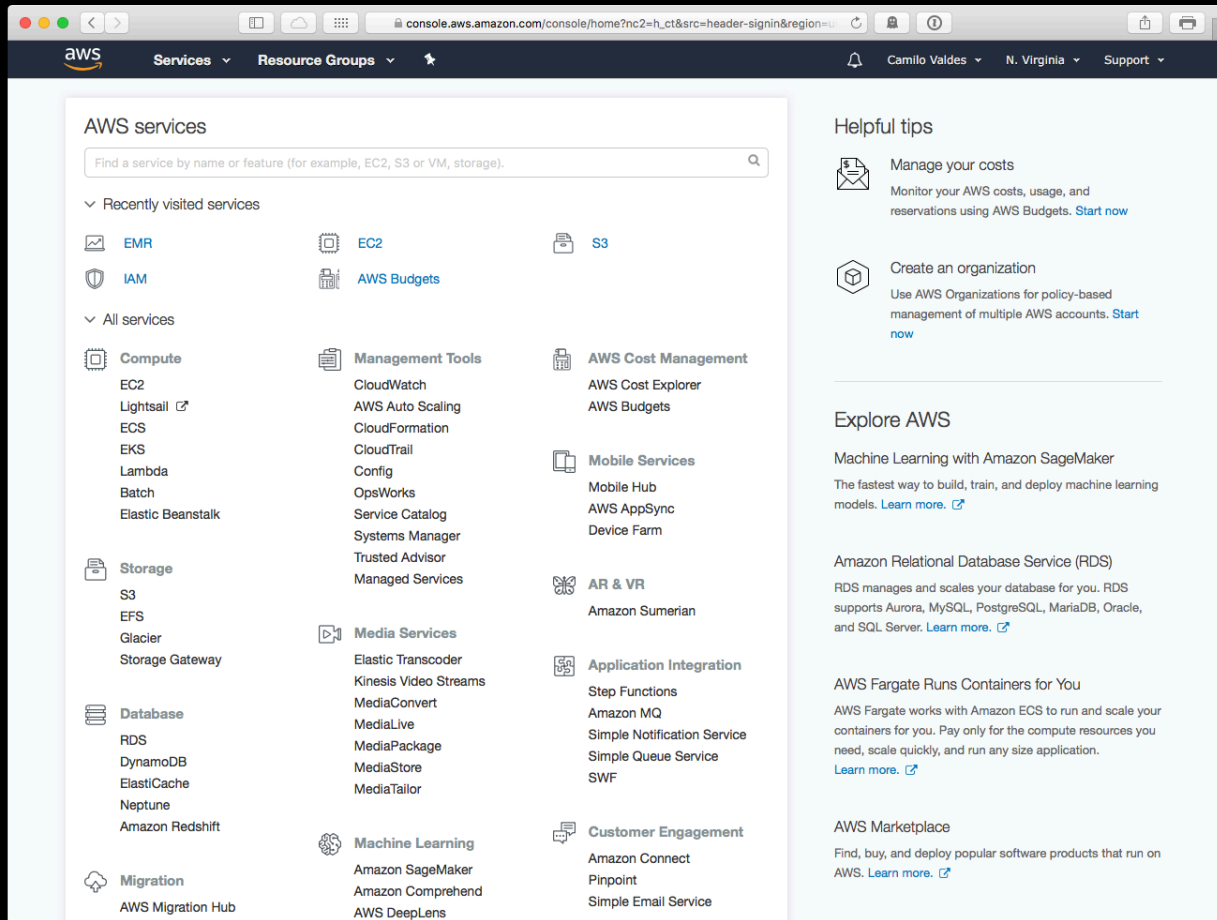 console.aws.amazon.com/console/home?nc2=h_ct&src=header-signin&region=u
aws
Services
Resource Groups
Camilo Valdes
N. Virginia
Support
AWS services
Find a service by name or feature (for example, EC2, S3 or VM, storage).
Recently visited services
EMR
EC2
S3
IAM
AWS Budgets
All services
Compute
EC2
Lightsail
ECS
EKS
Lambda
Batch
Elastic Beanstalk
Storage
S3
EFS
Glacier
Storage Gateway
Database
RDS
DynamoDB
ElastiCache
Neptune
Amazon Redshift
Migration
AWS Migration Hub
Management Tools
CloudWatch
AWS Auto Scaling
CloudFormation
CloudTrail
Config
OpsWorks
Service Catalog
Systems Manager
Trusted Advisor
Managed Services
Media Services
Elastic Transcoder
Kinesis Video Streams
MediaConvert
MediaLive
MediaPackage
MediaStore
MediaTailor
Machine Learning
Amazon SageMaker
Amazon Comprehend
AWS DeepLens
AWS Cost Management
AWS Cost Explorer
AWS Budgets
Mobile Services
Mobile Hub
AWS AppSync
Device Farm
AR & VR
Amazon Sumerian
Application Integration
Step Functions
Amazon MQ
Simple Notification Service
Simple Queue Service
SWF
Customer Engagement
Amazon Connect
Pinpoint
Simple Email Service
Helpful tips
Manage your costs
Monitor your AWS costs, usage, and
reservations using AWS Budgets. Start now
Create an organization
Use AWS Organizations for policy-based
management of multiple AWS accounts. Start
now
Explore AWS
Machine Learning with Amazon SageMaker
The fastest way to build, train, and deploy machine learning
models. Learn more.
Amazon Relational Database Service (RDS)
RDS manages and scales your database for you. RDS
supports Aurora, MySQL, PostgreSQL, MariaDB, Oracle,
and SQL Server. Learn more.
AWS Fargate Runs Containers for You
AWS Fargate works with Amazon ECS to run and scale your
containers for you. Pay only for the compute resources you
need, scale quickly, and run any size application.
Learn more.
AWS Marketplace
Find, buy, and deploy popular software products that run on
AWS. Learn more.